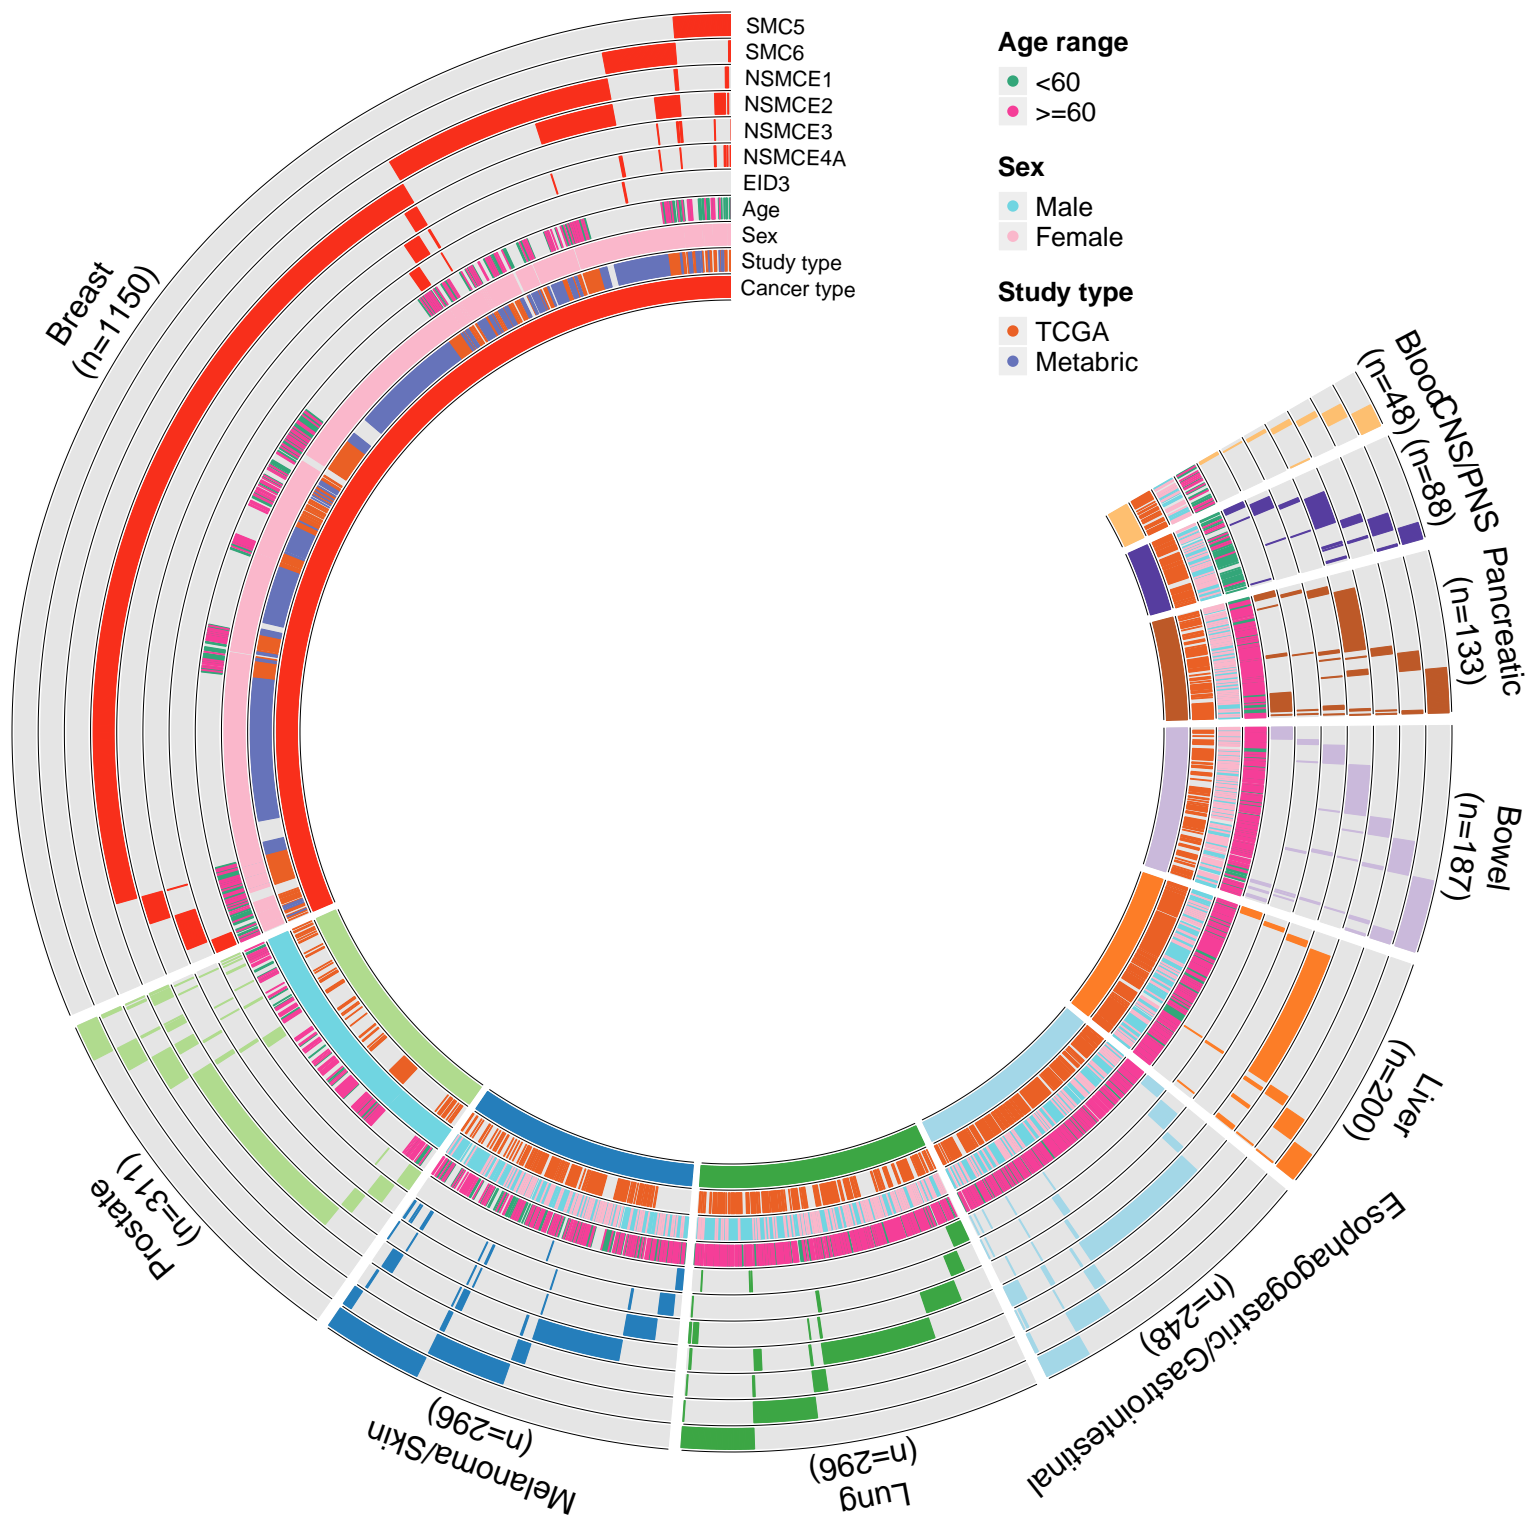 SMC5
SMC6
NSMCE1
NSMCE2
NSMCE3
NSMCE4A
EID3
Age
Sex
Study type
Cancer type
Age range
<60
>=60
Sex
Male
Female
Study type
TCGA
Metabric
Blood
(n=48)
CNS/PNS
(n=88)
Pancreatic
(n=133)
Bowel
(n=187)
Liver
(n=200)
Esophagogastric/Gastrointestinal
(n=248)
Lung
(n=296)
Melanoma/Skin
(n=296)
Prostate
(n=311)
Breast
(n=1150)